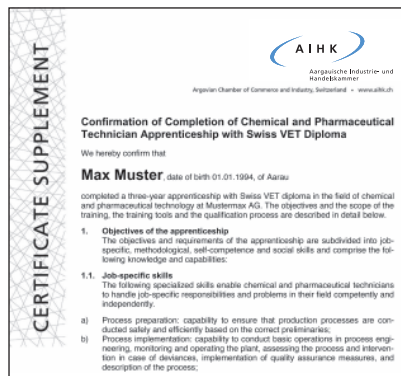 CERTIFICATE SUPPLEMENT
AIHK
Aargauische Industrie- und
Handelskammer
Argovian Chamber of Commerce and Industry, Switzerland • www.aihk.ch
Confirmation of Completion of Chemical and Pharmaceutical
Technician Apprenticeship with Swiss VET Diploma
We hereby confirm that
Max Muster, date of birth 01.01.1994, of Aarau
completed a three-year apprenticeship with Swiss VET diploma in the field of chemical
and pharmaceutical technology at Mustermax AG. The objectives and the scope of the
training, the training tools and the qualification process are described in detail below.
1. Objectives of the apprenticeship
The objectives and requirements of the apprenticeship are subdivided into job-
specific, methodological, self-competence and social skills and comprise the fol-
lowing knowledge and capabilities:
1.1. Job-specific skills
The following specialized skills enable chemical and pharmaceutical technicians
to handle job-specific responsibilities and problems in their field competently and
independently.
a) Process preparation: capability to ensure that production processes are con-
ducted safely and efficiently based on the correct preliminaries;
b) Process implementation: capability to conduct basic operations in process engi-
neering, monitoring and operating the plant, assessing the process and interven-
tion in case of deviances, implementation of quality assurance measures, and
description of the process;